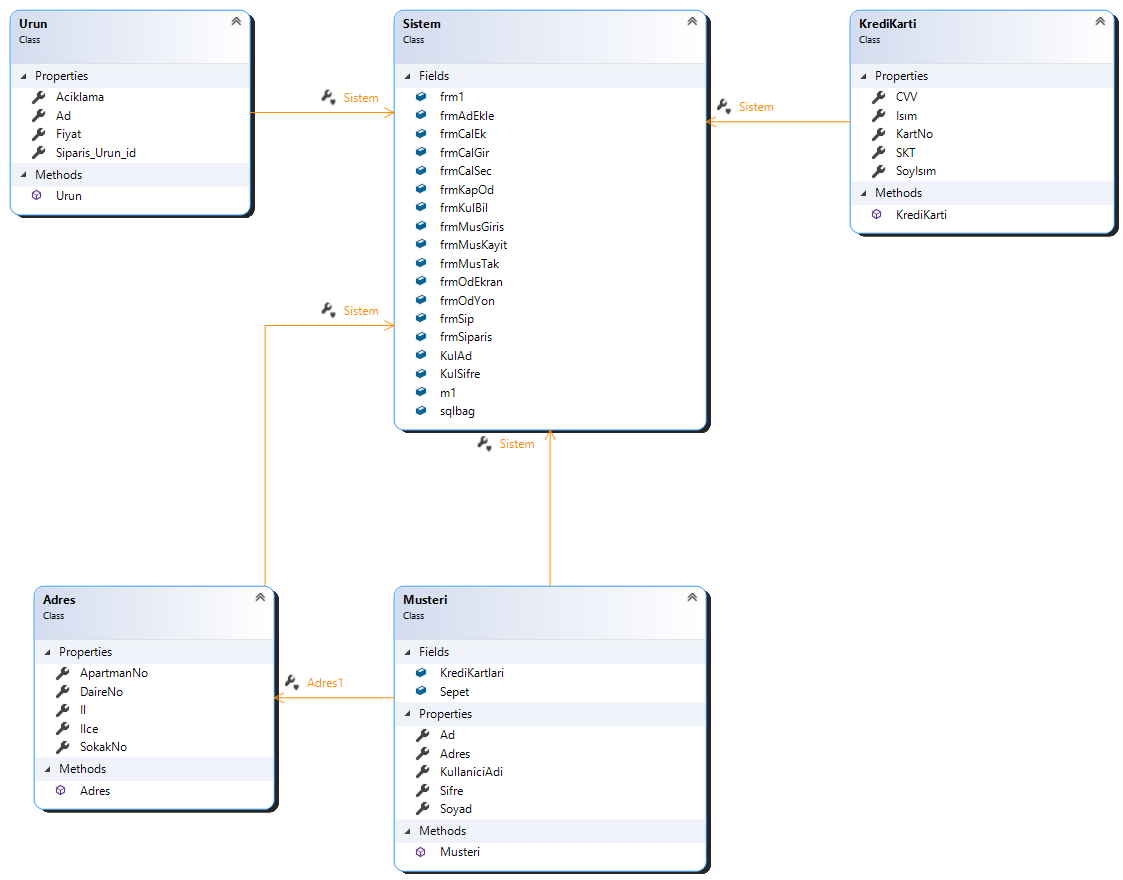 Urun
Class
Properties
Aciklama
Ad
Fiyat
Siparis_Urun_id
Methods
Urun
Sistem
Sistem
Class
Fields
frm1
frmAdEkle
frmCalEk
frmCalGir
frmCalSec
frmKapOd
frmKulBil
frmMusGiris
frmMusKayit
frmMusTak
frmOdEkran
frmOdYon
frmSip
frmSiparis
KulAd
KulSifre
m1
sqlbag
Sistem
KrediKarti
Class
Properties
CVV
Isım
KartNo
SKT
SoyIsım
Methods
KrediKarti
Sistem
Sistem
Adres
Class
Properties
ApartmanNo
DaireNo
Il
Ilce
SokakNo
Methods
Adres
Adres1
Musteri
Class
Fields
KrediKartlari
Sepet
Properties
Ad
Adres
KullaniciAdi
Sifre
Soyad
Methods
Musteri